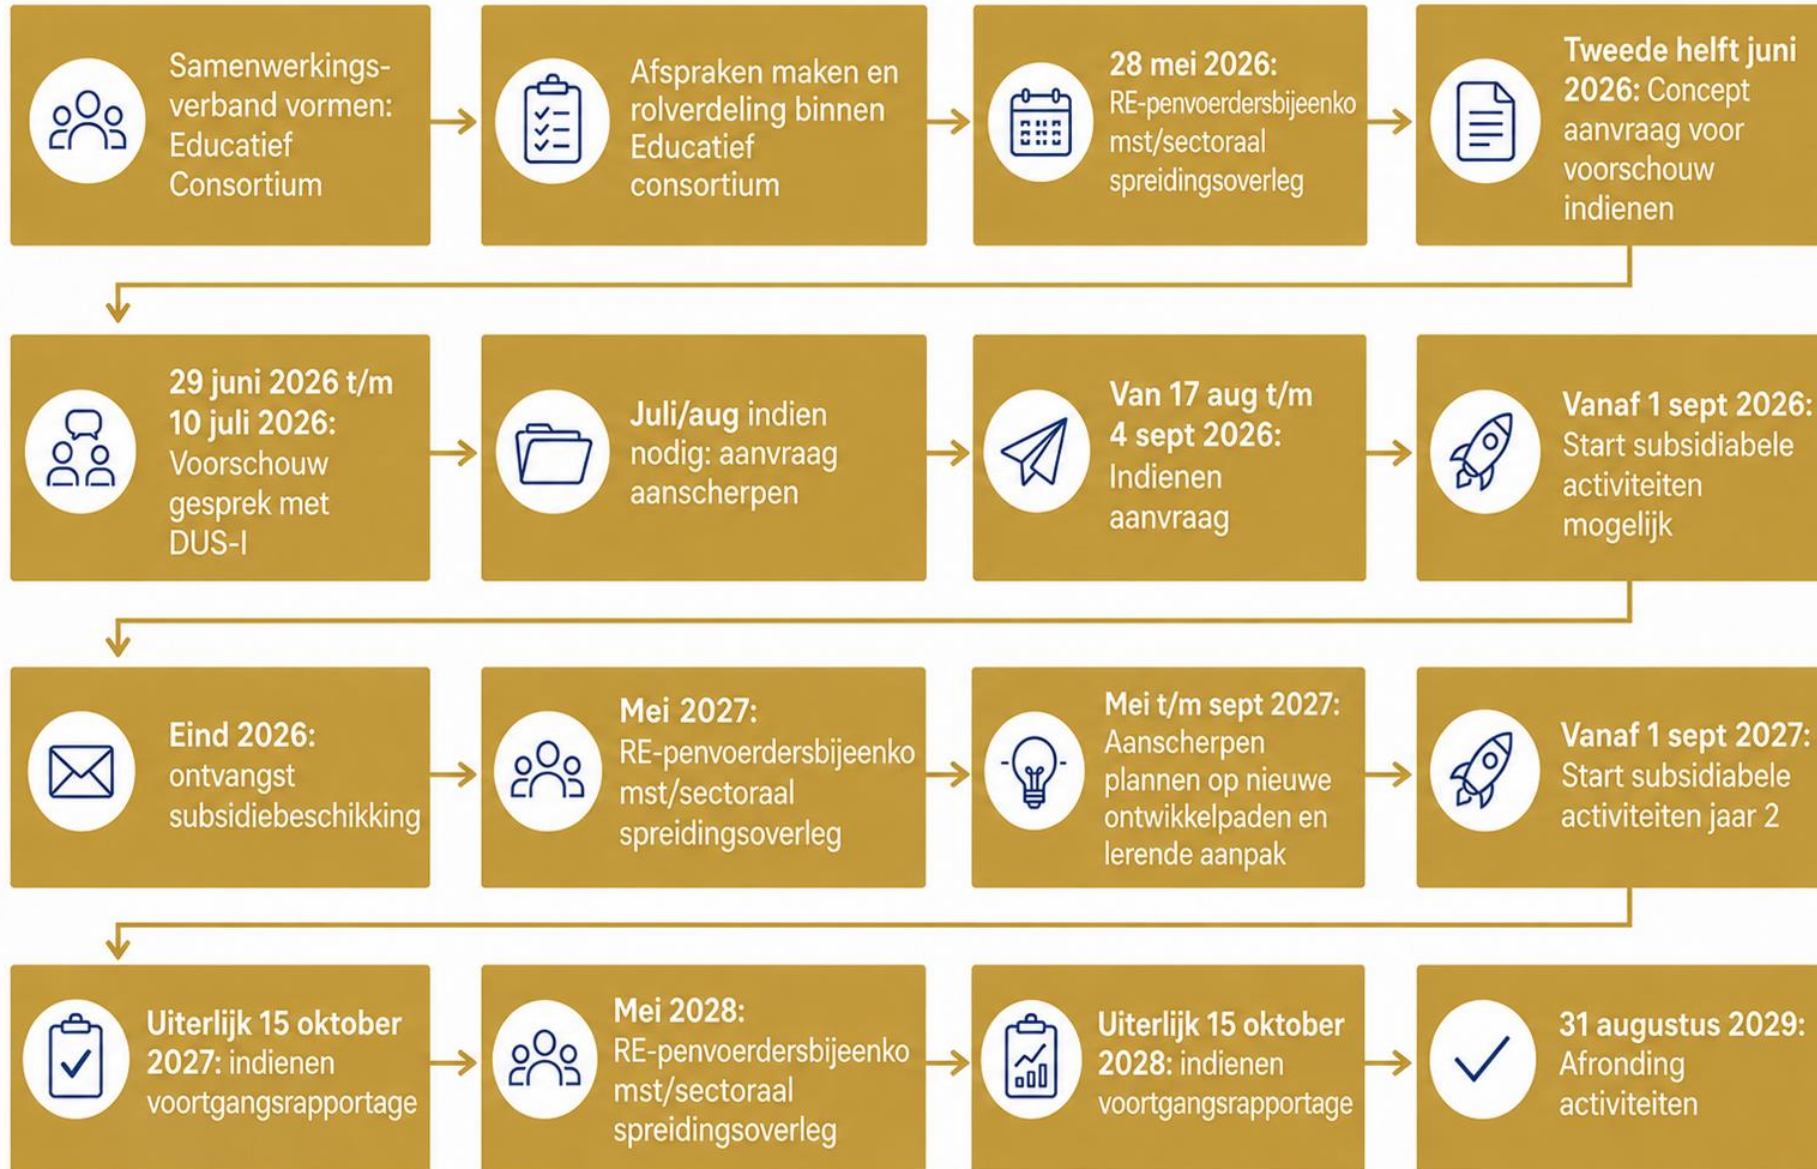 Samenwerkings-
verband vormen:
Educatief
Consortium
Afspraken maken en
rolverdeling binnen
Educatief
consortium
28 mei 2026:
RE-penvoerdersbijeenko
mst/sectoraal
spreidingsoverleg
Tweede helft juni
2026: Concept
aanvraag voor
voorschouw
indienen
29 juni 2026 t/m
10 juli 2026:
Voorschouw
gesprek met
DUS-I
Juli/aug indien
nodig: aanvraag
aanscherpen
Van 17 aug t/m
4 sept 2026:
Indienen
aanvraag
Vanaf 1 sept 2026:
Start subsidiabele
activiteiten
mogelijk
Eind 2026:
ontvangst
subsidiebeschikking
Mei 2027:
RE-penvoerdersbijeenko
mst/sectoraal
spreidingsoverleg
Mei t/m sept 2027:
Aanscherpen
plannen op nieuwe
ontwikkelpaden en
lerende aanpak
Vanaf 1 sept 2027:
Start subsidiabele
activiteiten jaar 2
Uiterlijk 15 oktober
2027: indienen
voortgangsrapportage
Mei 2028:
RE-penvoerdersbijeenko
mst/sectoraal
spreidingsoverleg
Uiterlijk 15 oktober
2028: indienen
voortgangsrapportage
31 augustus 2029:
Afronding
activiteiten